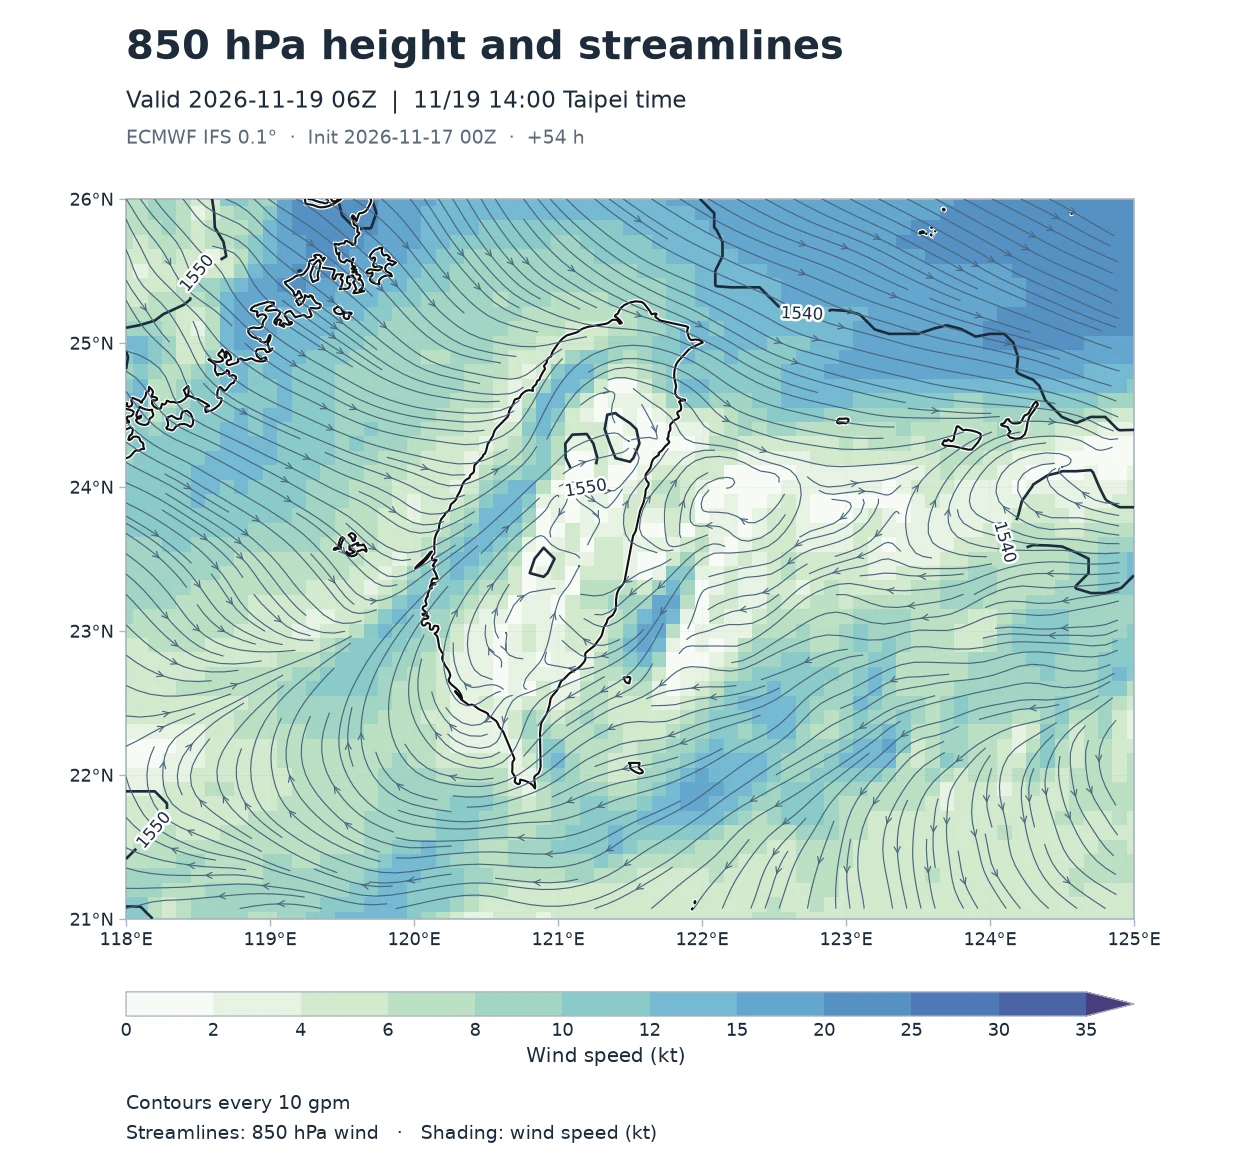 850 hPa height and streamlines
Valid 2026-11-19 06Z | 11/19 14:00 Taipei time
ECMWF IFS 0.1° · Init 2026-11-17 00Z · +54 h
26°N
25°N
24°N
23°N
22°N
21°N
1550
1540
1550
1540
1550
118°E 119°E 120°E 121°E 122°E 123°E 124°E 125°E
0 2 4 6 8 10 12 15 20 25 30 35
Wind speed (kt)
Contours every 10 gpm
Streamlines: 850 hPa wind · Shading: wind speed (kt)